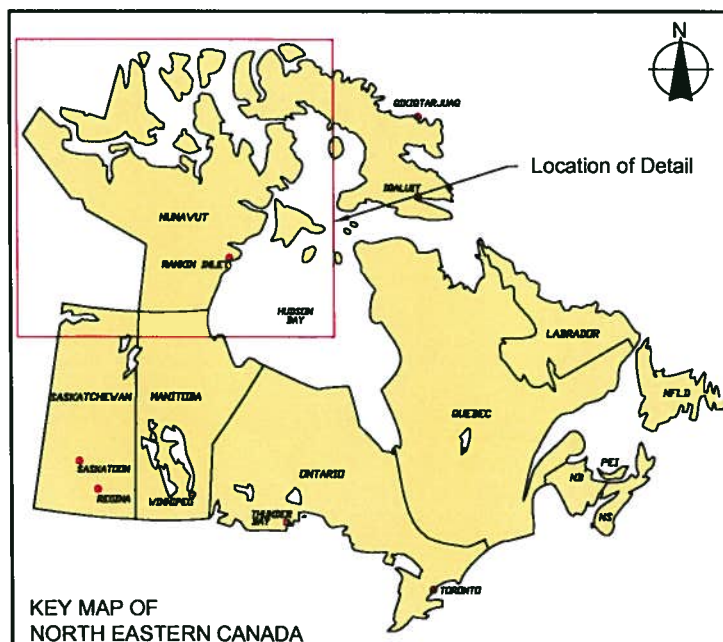 N
QIKIQTARJUAQ
Location of Detail
IQALUIT
NUNAVUT
RANKIN INLET
HUDSON
BAY
LABRADOR
SASKATCHEWAN
MANITOBA
NFLD
QUEBEC
ONTARIO
PEI
SASKATOON
NB
REGINA
WINNIPEG
THUNDER
BAY
NS
TORONTO
KEY MAP OF
NORTH EASTERN CANADA